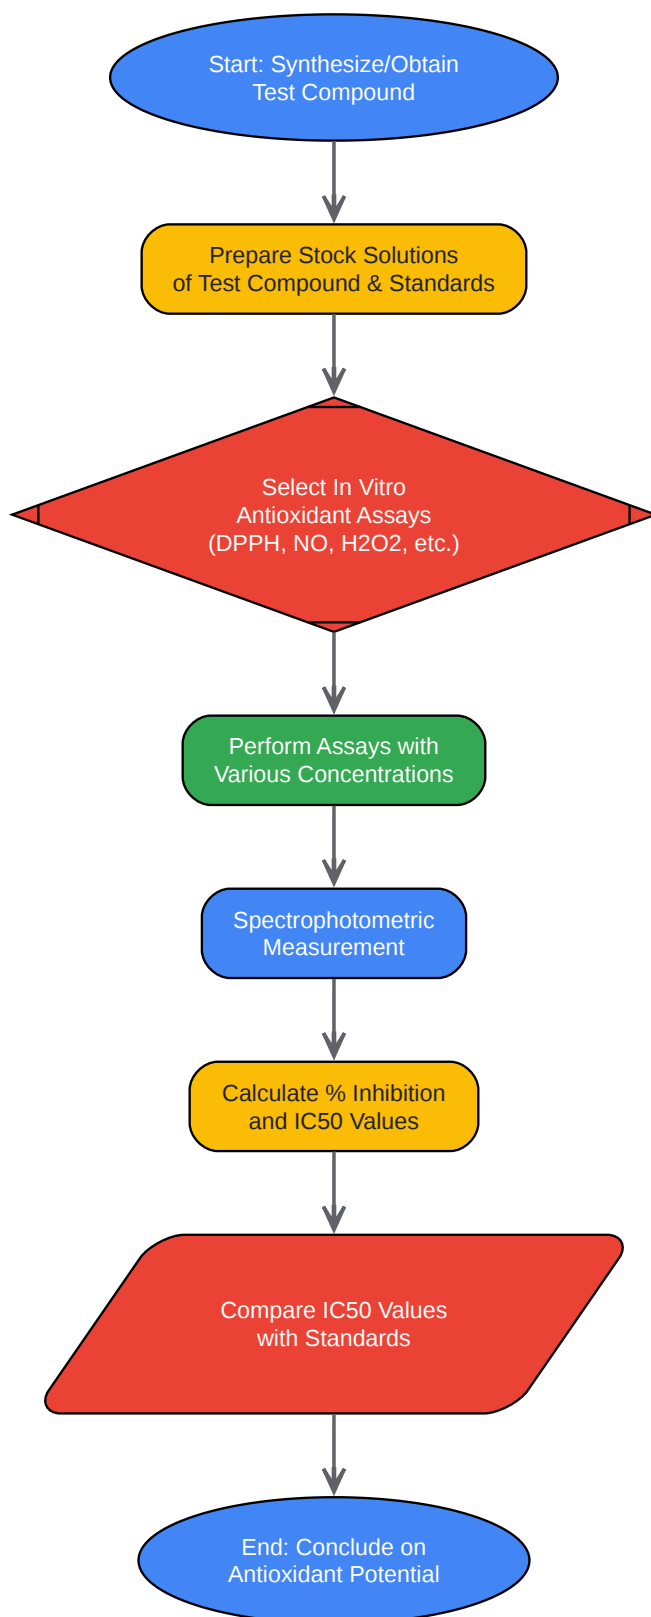 Start: Synthesize/Obtain
Test Compound
Prepare Stock Solutions
of Test Compound & Standards
Select In Vitro
Antioxidant Assays
(DPPH, NO, H2O2, etc.)
Perform Assays with
Various Concentrations
Spectrophotometric
Measurement
Calculate % Inhibition
and IC50 Values
Compare IC50 Values
with Standards
End: Conclude on
Antioxidant Potential